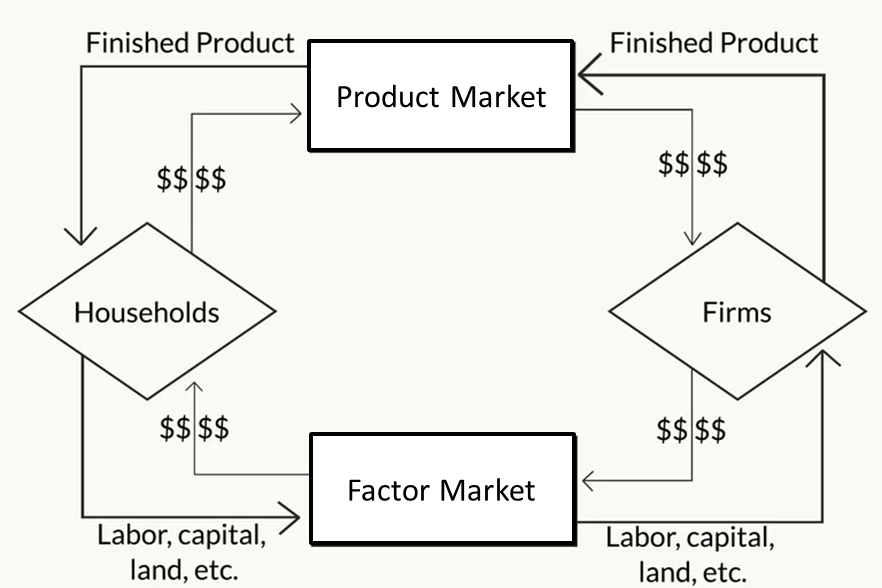 Finished Product
Finished Product
Product Market
$$ $$
$$ $$
Households
Firms
$$ $$
$$ $$
Factor Market
Labor, capital,
land, etc.
Labor, capital,
land, etc.